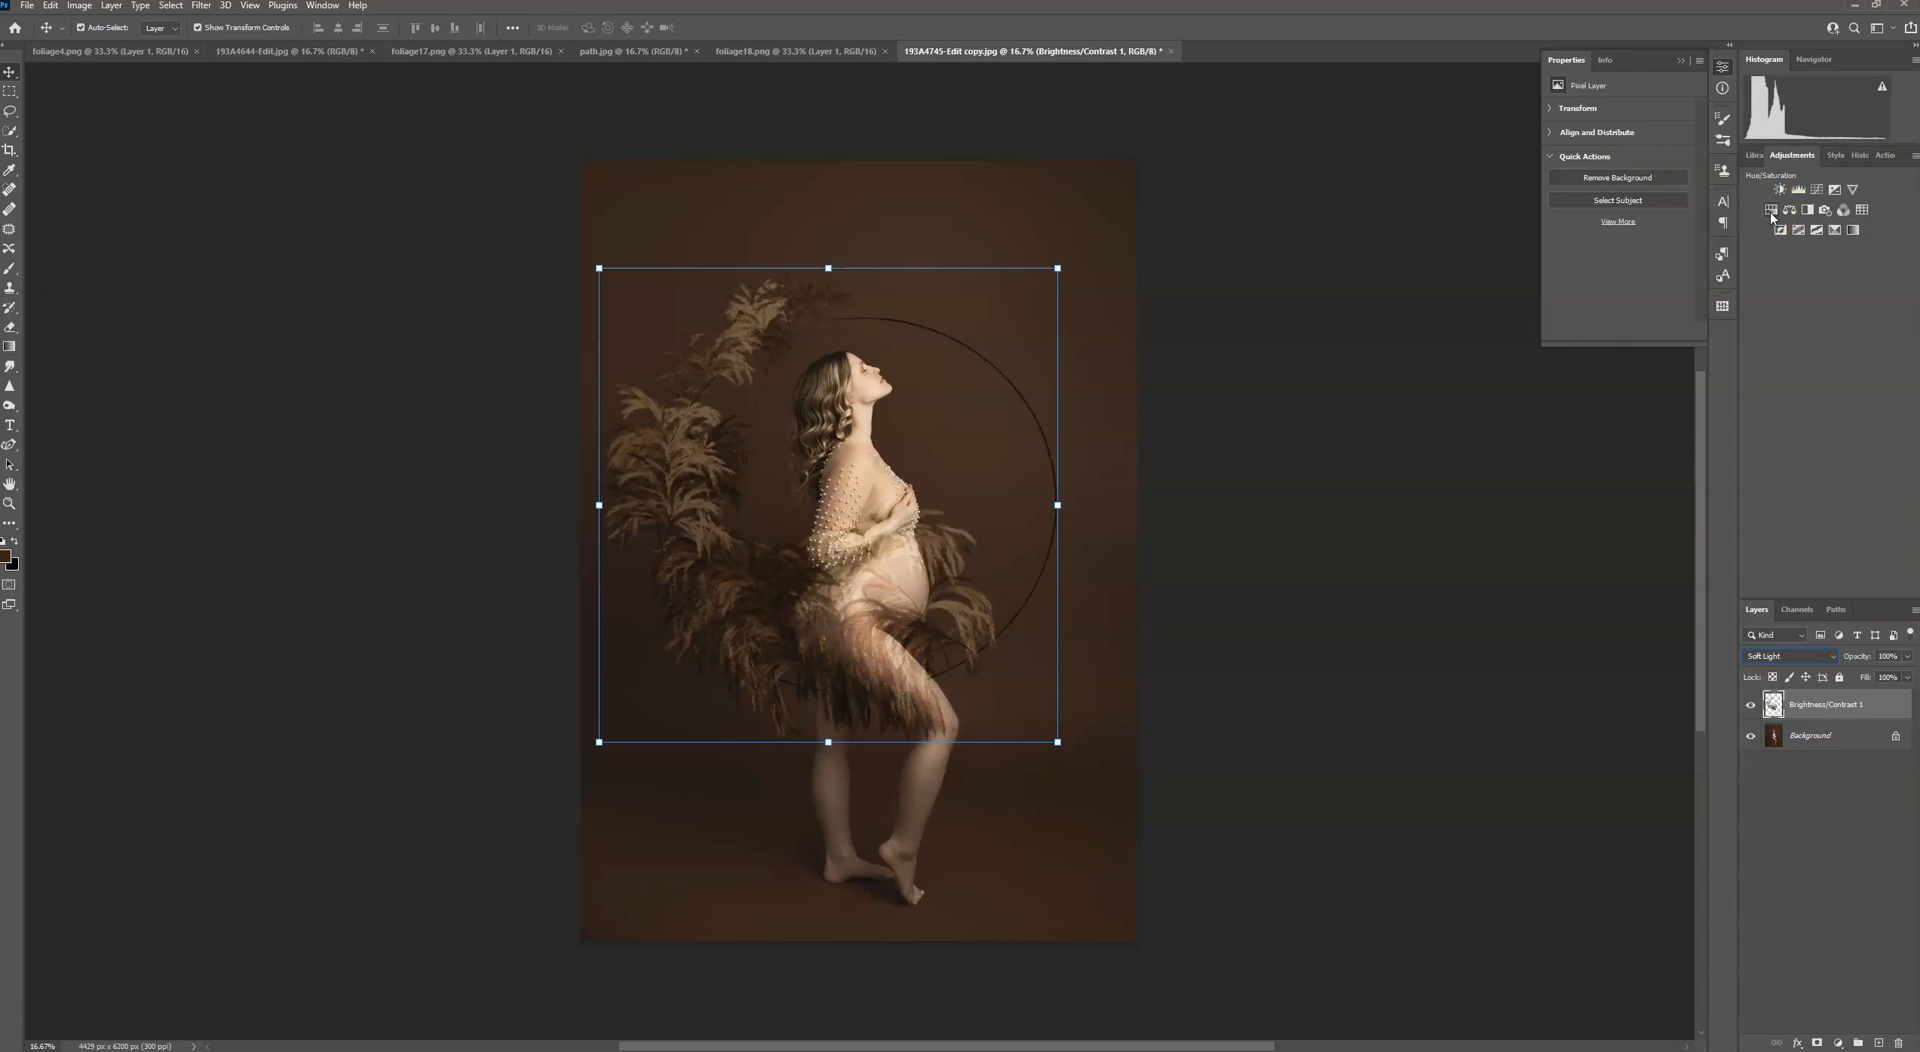 Ps File Edit Image Layer Type Select Filter 3D View Plugins Window Help
Auto-Select: Layer Show Transform Controls 3D Mode:
foliage4.png @ 33.3% (Layer 1, RGB/16) × 193A4644-Edit.jpg @ 16.7% (RGB/8) * × foliage17.png @ 33.3% (Layer 1, RGB/16) × path.jpg @ 16.7% (RGB/8) * × foliage18.png @ 33.3% (Layer 1, RGB/16) × 193A4745-Edit copy.jpg @ 16.7% (Brightness/Contrast 1, RGB/8) * ×
Properties Info
Pixel Layer
Transform
Align and Distribute
Quick Actions
Remove Background
Select Subject
View More
Histogram Navigator
Libra Adjustments Style Histo Action
Hue/Saturation
Layers Channels Paths
Kind
Soft Light Opacity: 100%
Lock: Fill: 100%
Brightness/Contrast 1
Background
16.67% 4429 px x 6200 px (300 ppi)